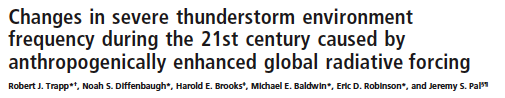 Changes in severe thunderstorm environment
frequency during the 21st century caused by
anthropogenically enhanced global radiative forcing
Robert J. Trapp*†, Noah S. Diffenbaugh*, Harold E. Brooks‡, Michael E. Baldwin*, Eric D. Robinson*, and Jeremy S. Pal§¶